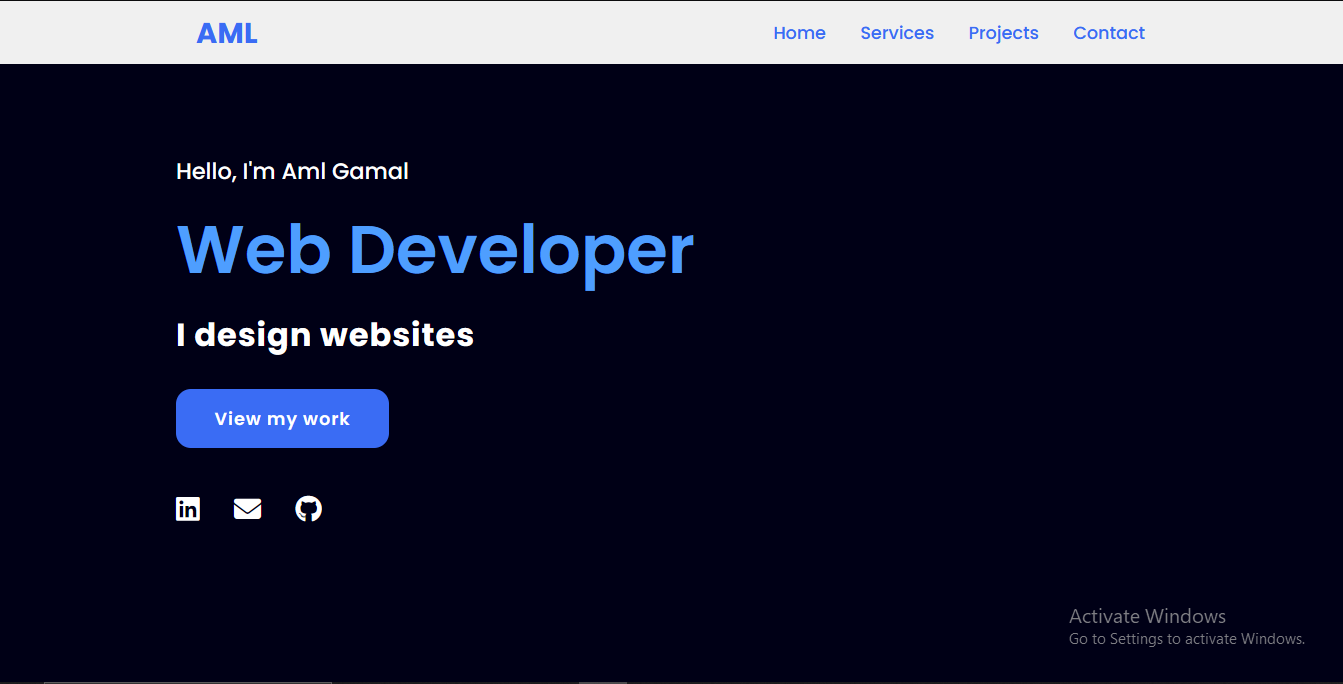 AML
Home Services Projects Contact
Hello, I'm Aml Gamal
Web Developer
I design websites
View my work
in
Activate Windows
Go to Settings to activate Windows.